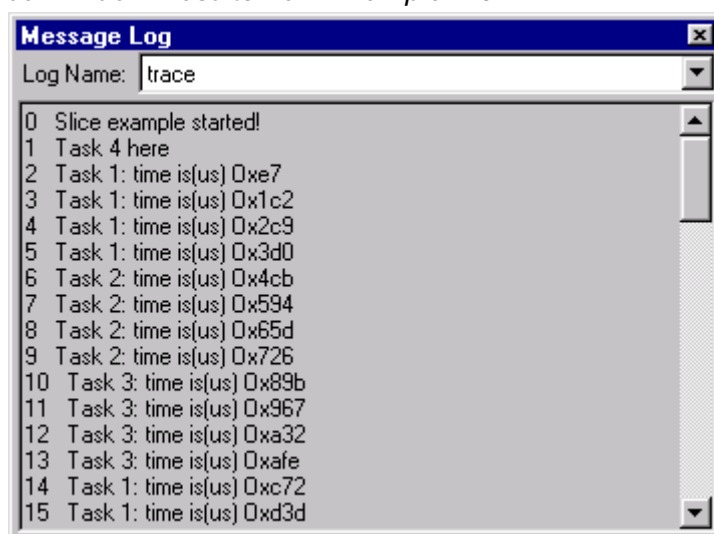 Message Log
Log Name: trace
0 Slice example started!
1 Task 4 here
2 Task 1: time is(us) 0xe7
3 Task 1: time is(us) 0x1c2
4 Task 1: time is(us) 0x2c9
5 Task 1: time is(us) 0x3d0
6 Task 2: time is(us) 0x4cb
7 Task 2: time is(us) 0x594
8 Task 2: time is(us) 0x65d
9 Task 2: time is(us) 0x726
10 Task 3: time is(us) 0x89b
11 Task 3: time is(us) 0x967
12 Task 3: time is(us) 0xa32
13 Task 3: time is(us) 0xafe
14 Task 1: time is(us) 0xc72
15 Task 1: time is(us) 0xd3d